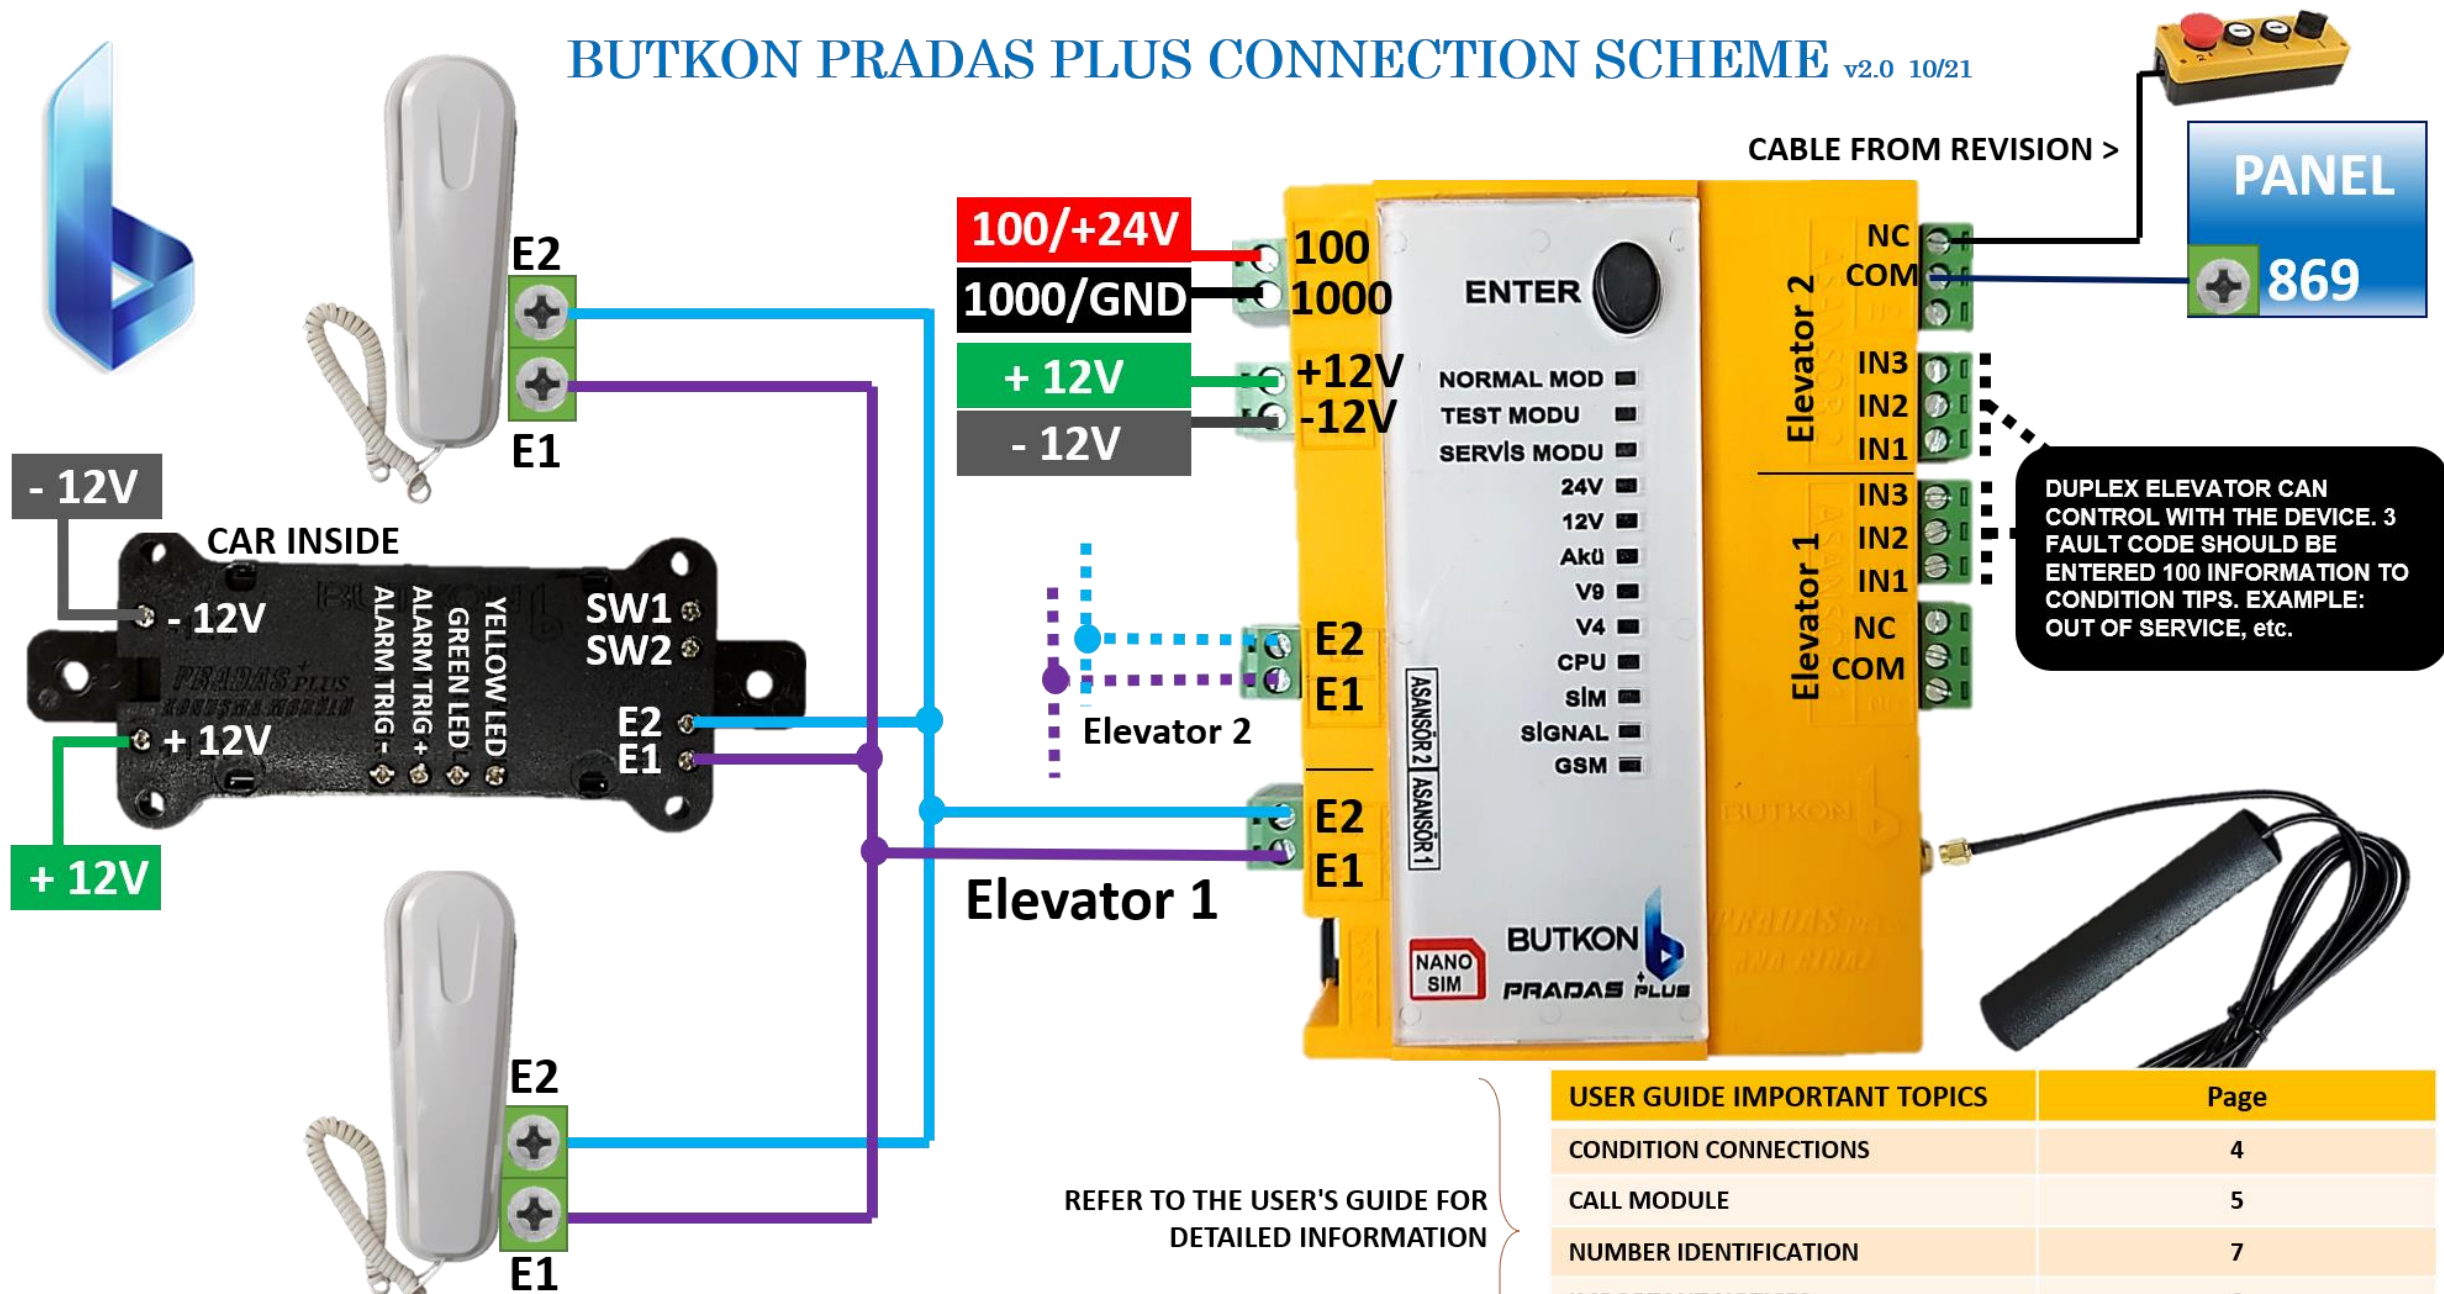 BUTKON PRADAS PLUS CONNECTION SCHEME v2.0 10/21
CABLE FROM REVISION >
PANEL
869
E2
E1
100/+24V
1000/GND
+ 12V
- 12V
100
1000
+12V
-12V
ENTER
NORMAL MOD
TEST MODU
SERVİS MODU
24V
12V
Akü
V9
V4
CPU
SİM
SİGNAL
GSM
NC
COM
Elevator 2
IN3
IN2
IN1
IN3
IN2
IN1
Elevator 1
NC
COM
DUPLEX ELEVATOR CAN
CONTROL WITH THE DEVICE. 3
FAULT CODE SHOULD BE
ENTERED 100 INFORMATION TO
CONDITION TIPS. EXAMPLE:
OUT OF SERVICE, etc.
- 12V
CAR INSIDE
- 12V
+ 12V
ALARM TRIG -
ALARM TRIG +
GREEN LED
YELLOW LED
SW1
SW2
E2
E1
PRADAS PLUS
+ 12V
E2
E1
Elevator 2
E2
E1
Elevator 1
ASANSÖR 2
ASANSÖR 1
NANO
SIM
BUTKON
PRADAS PLUS
BUTKON
E2
E1
REFER TO THE USER'S GUIDE FOR
DETAILED INFORMATION
USER GUIDE IMPORTANT TOPICS Page
CONDITION CONNECTIONS 4
CALL MODULE 5
NUMBER IDENTIFICATION 7